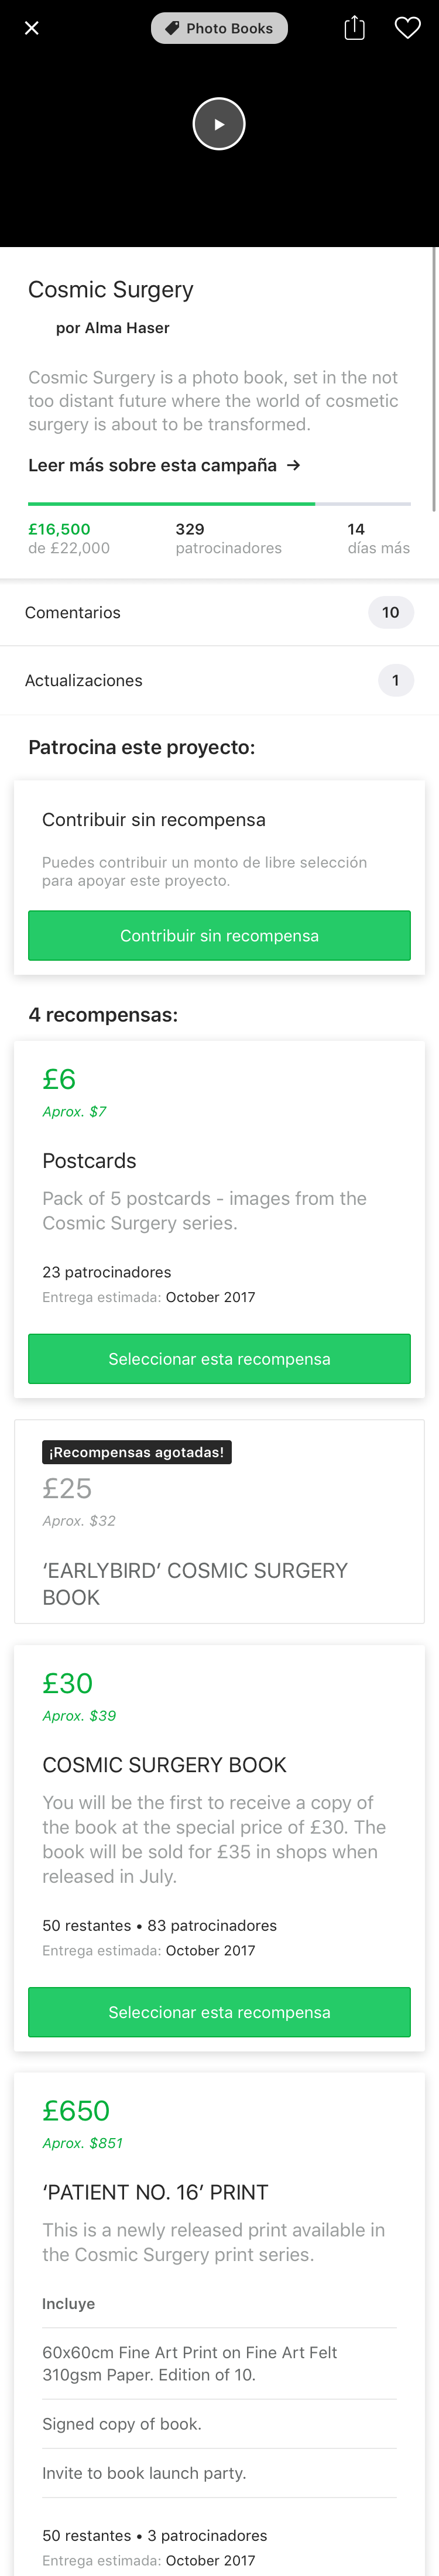 Photo Books
Cosmic Surgery
por Alma Haser
Cosmic Surgery is a photo book, set in the not
too distant future where the world of cosmetic
surgery is about to be transformed.
Leer más sobre esta campaña →
£16,500
de £22,000
329
patrocinadores
14
días más
Comentarios 10
Actualizaciones 1
Patrocina este proyecto:
Contribuir sin recompensa
Puedes contribuir un monto de libre selección
para apoyar este proyecto.
Contribuir sin recompensa
4 recompensas:
£6
Aprox. $7
Postcards
Pack of 5 postcards - images from the
Cosmic Surgery series.
23 patrocinadores
Entrega estimada: October 2017
Seleccionar esta recompensa
¡Recompensas agotadas!
£25
Aprox. $32
‘EARLYBIRD’ COSMIC SURGERY
BOOK
£30
Aprox. $39
COSMIC SURGERY BOOK
You will be the first to receive a copy of
the book at the special price of £30. The
book will be sold for £35 in shops when
released in July.
50 restantes • 83 patrocinadores
Entrega estimada: October 2017
Seleccionar esta recompensa
£650
Aprox. $851
‘PATIENT NO. 16’ PRINT
This is a newly released print available in
the Cosmic Surgery print series.
Incluye
60x60cm Fine Art Print on Fine Art Felt
310gsm Paper. Edition of 10.
Signed copy of book.
Invite to book launch party.
50 restantes • 3 patrocinadores
Entrega estimada: October 2017